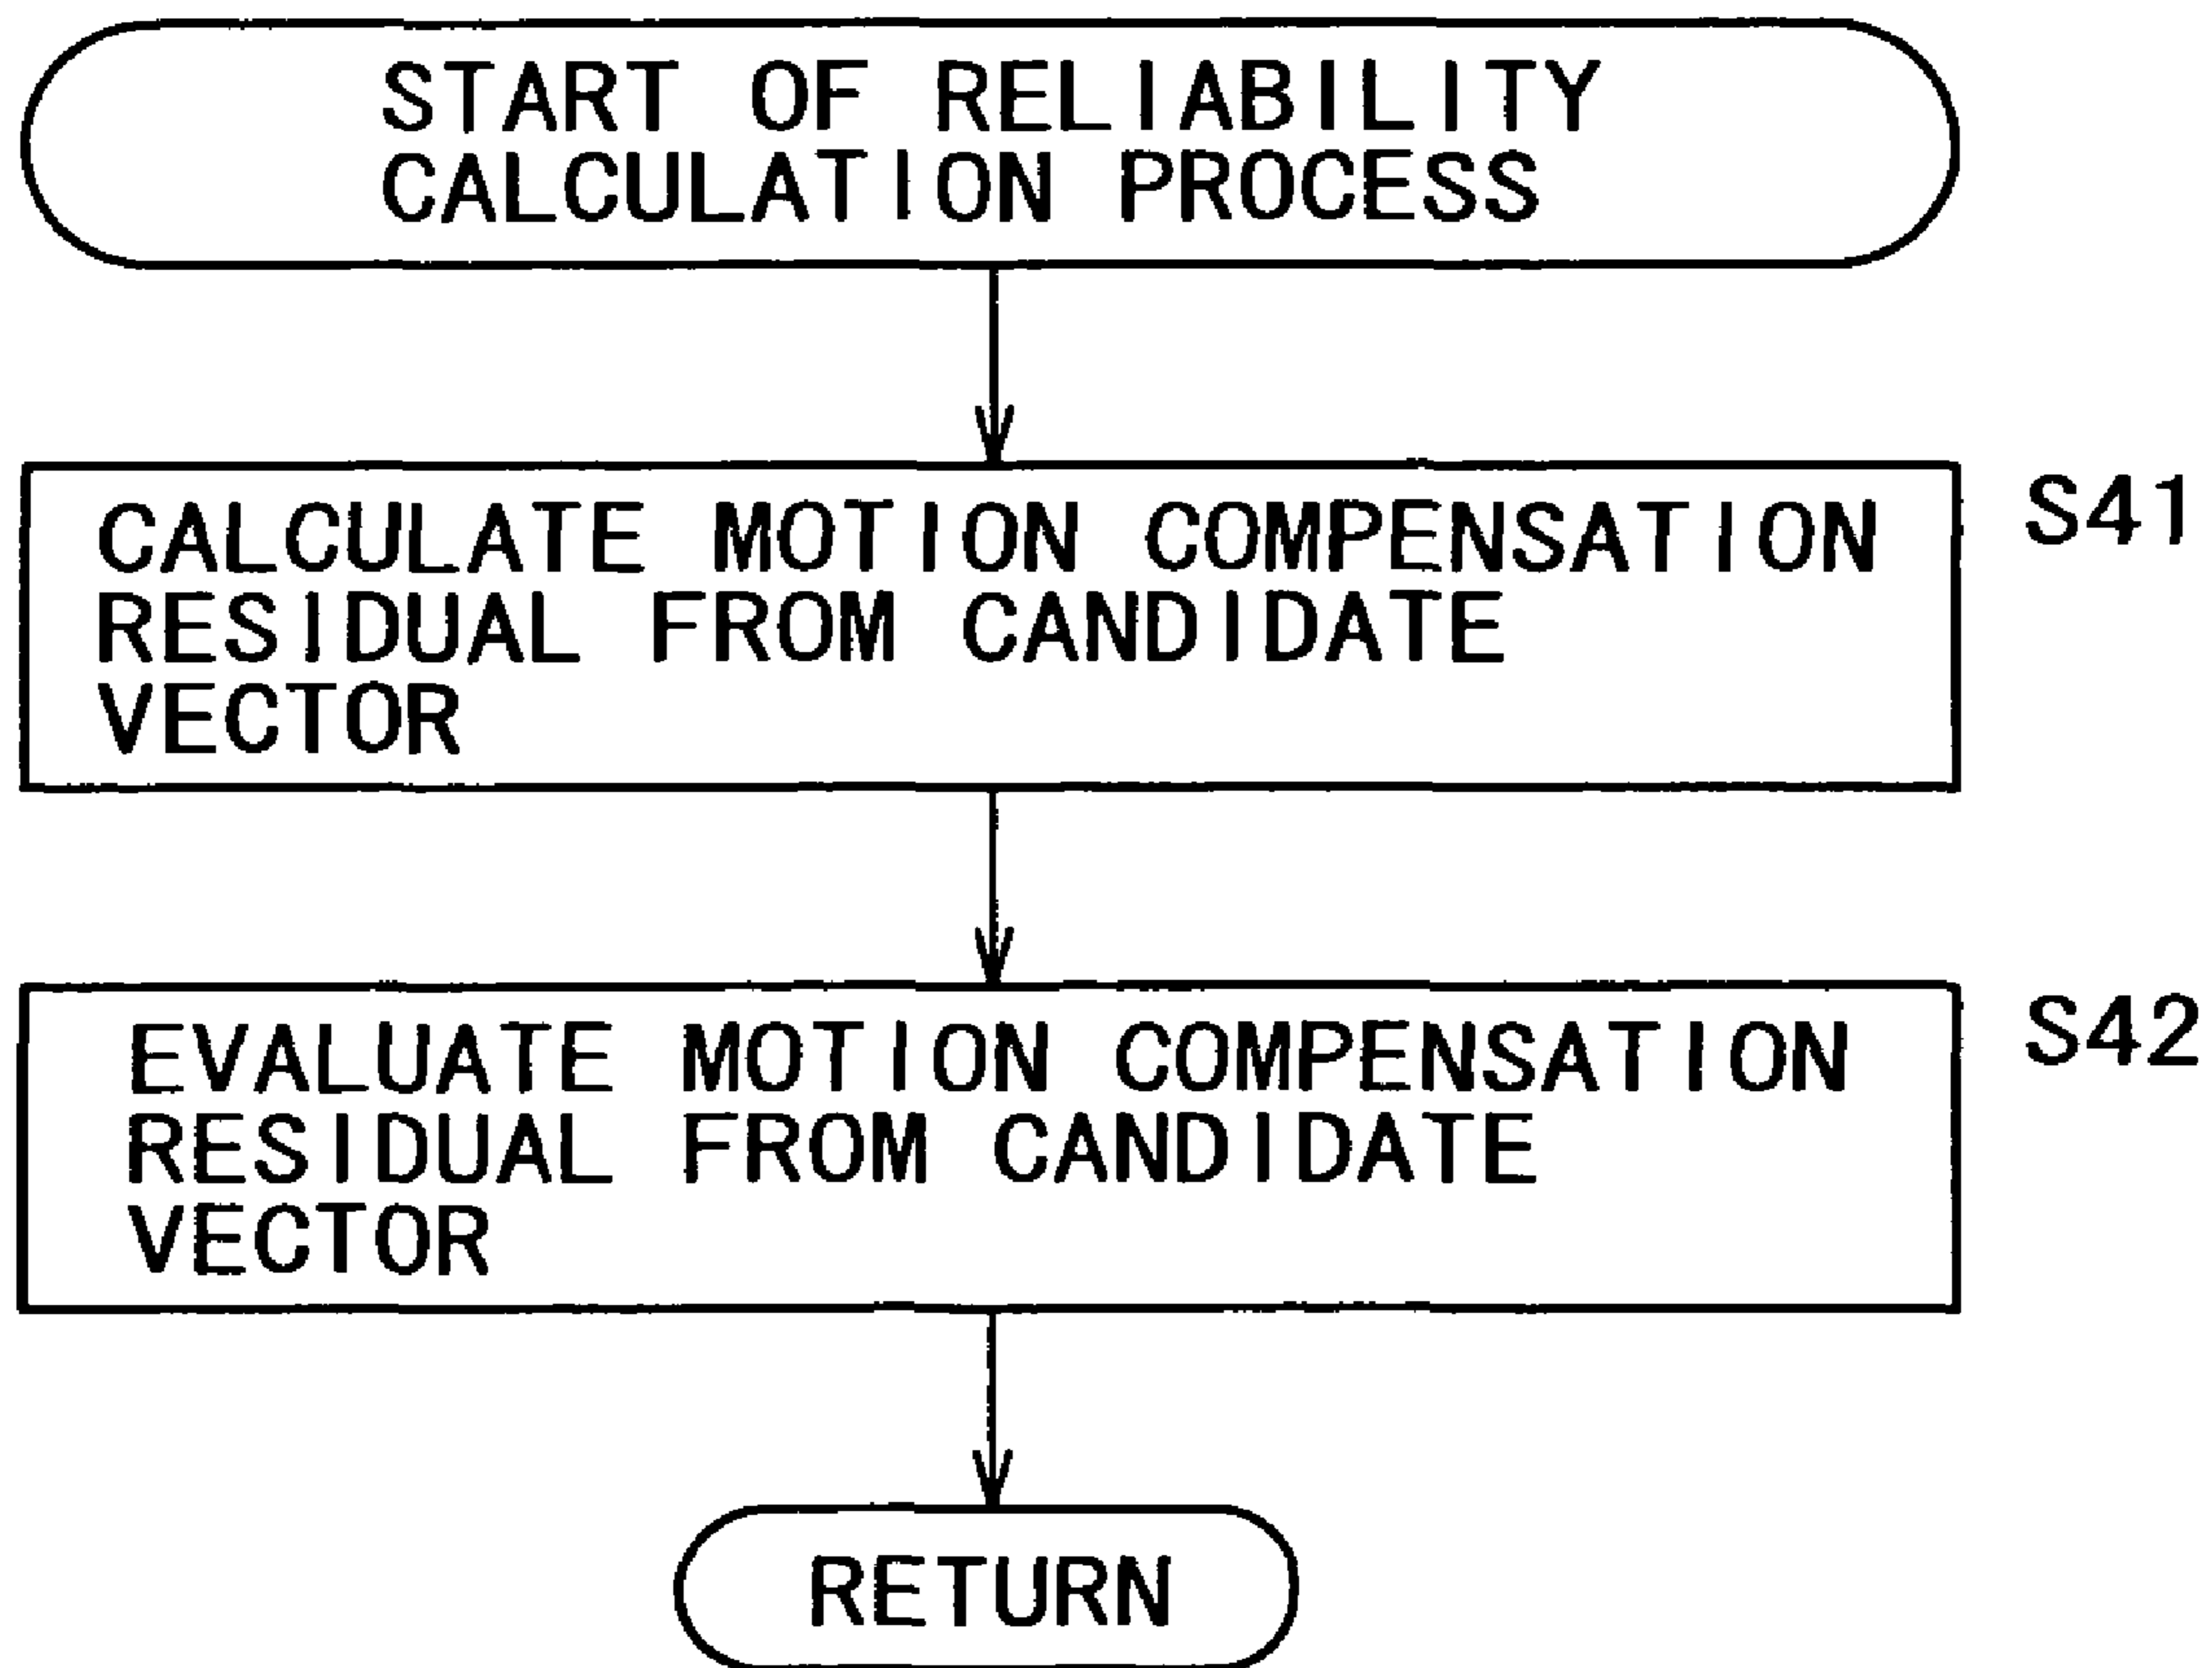 START OF RELIABILITY
CALCULATION PROCESS
CALCULATE MOTION COMPENSATION
RESIDUAL FROM CANDIDATE
VECTOR
S41
EVALUATE MOTION COMPENSATION
RESIDUAL FROM CANDIDATE
VECTOR
S42
RETURN